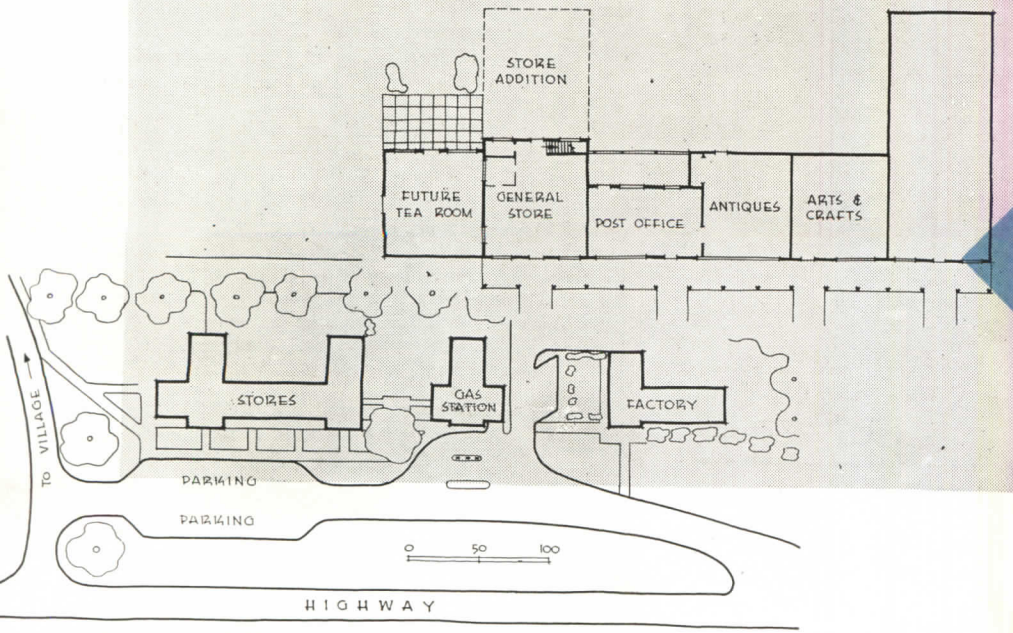 STORE
ADDITION
FUTURE
TEA ROOM
GENERAL
STORE
POST OFFICE
ANTIQUES
ARTS &
CRAFTS
TO VILLAGE
STORES
GAS
STATION
FACTORY
PARKING
PARKING
0 50 100
HIGHWAY